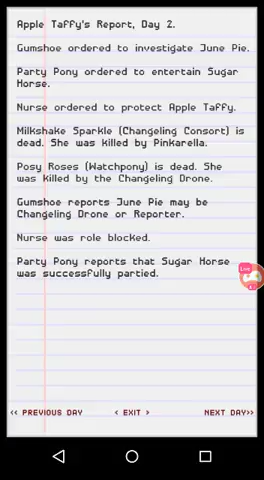 Apple Taffy's Report, Day 2.
Gumshoe ordered to investigate June Pie.
Party Pony ordered to entertain Sugar
Horse.
Nurse ordered to protect Apple Taffy.
Milkshake Sparkle (Changeling Consort) is
dead. She was killed by Pinkarella.
Posy Roses (Watchpony) is dead. She
was killed by the Changeling Drone.
Gumshoe reports June Pie may be
Changeling Drone or Reporter.
Nurse was role blocked.
Party Pony reports that Sugar Horse
was successfully partied.
Live
<< PREVIOUS DAY < EXIT > NEXT DAY>>